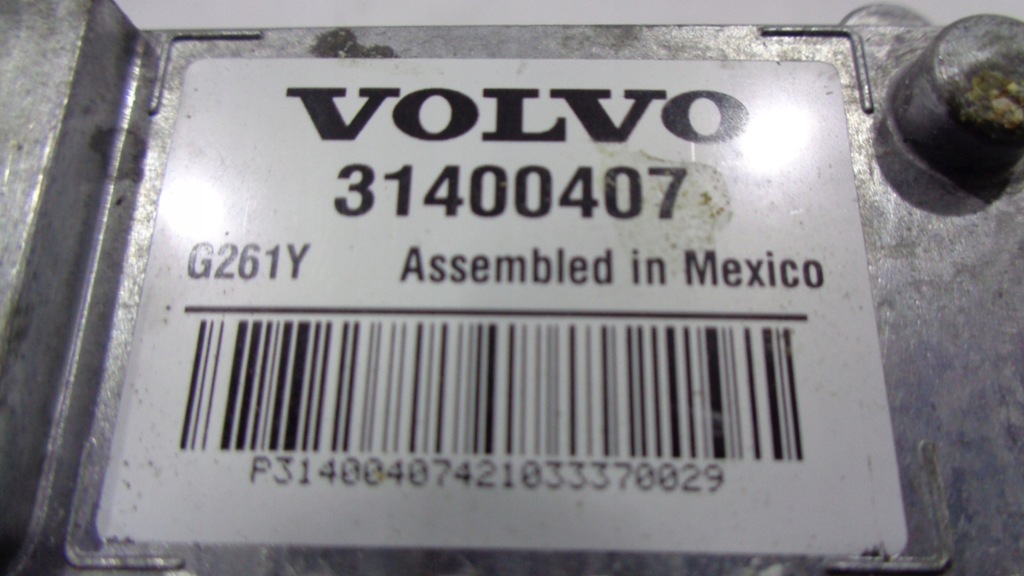 VOLVO
31400407
G261Y Assembled in Mexico
P31400407421033370029